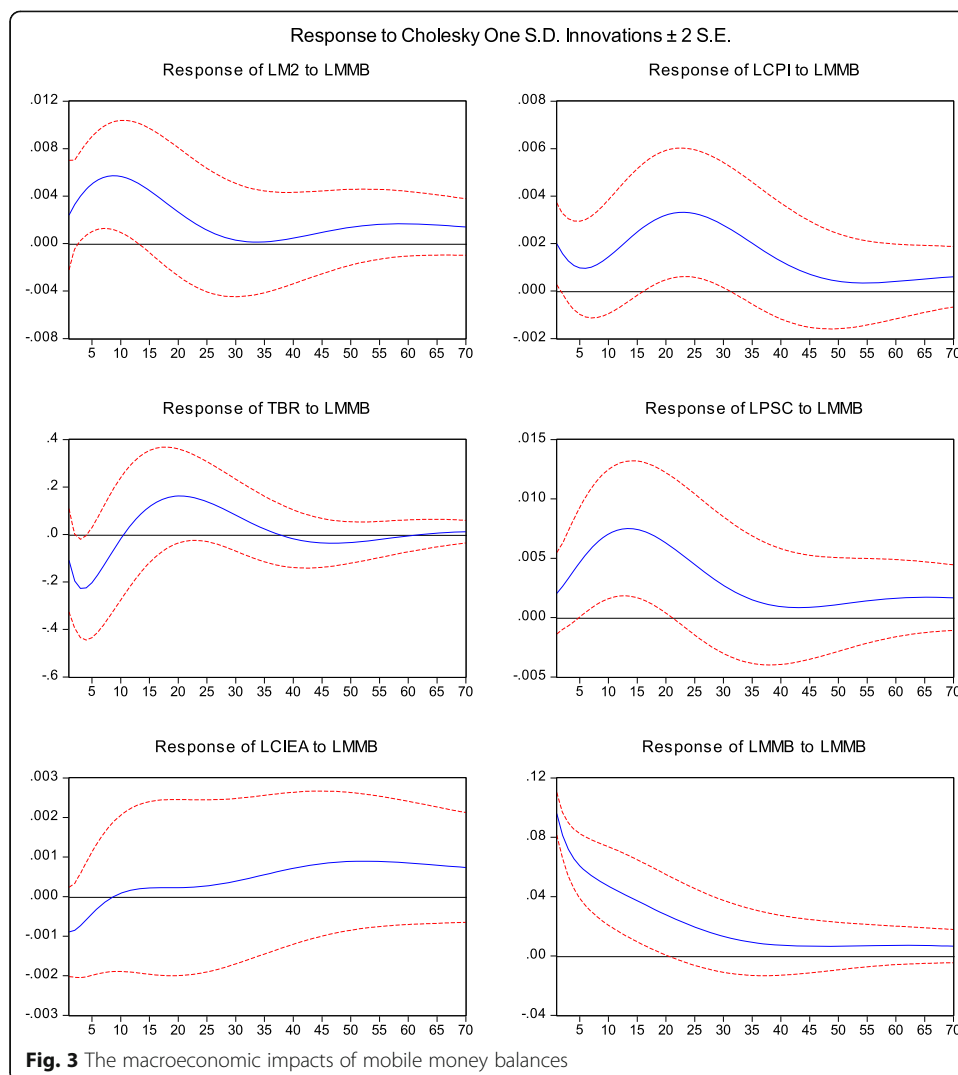 Response to Cholesky One S.D. Innovations ± 2 S.E.
Response of LM2 to LMMB
.012
.008
.004
.000
-.004
-.008
5 10 15 20 25 30 35 40 45 50 55 60 65 70
Response of LCPI to LMMB
.008
.006
.004
.002
.000
-.002
5 10 15 20 25 30 35 40 45 50 55 60 65 70
Response of TBR to LMMB
.4
.2
.0
-.2
-.4
-.6
5 10 15 20 25 30 35 40 45 50 55 60 65 70
Response of LPSC to LMMB
.015
.010
.005
.000
-.005
5 10 15 20 25 30 35 40 45 50 55 60 65 70
Response of LCIEA to LMMB
.003
.002
.001
.000
-.001
-.002
-.003
5 10 15 20 25 30 35 40 45 50 55 60 65 70
Response of LMMB to LMMB
.12
.08
.04
.00
-.04
5 10 15 20 25 30 35 40 45 50 55 60 65 70
Fig. 3 The macroeconomic impacts of mobile money balances